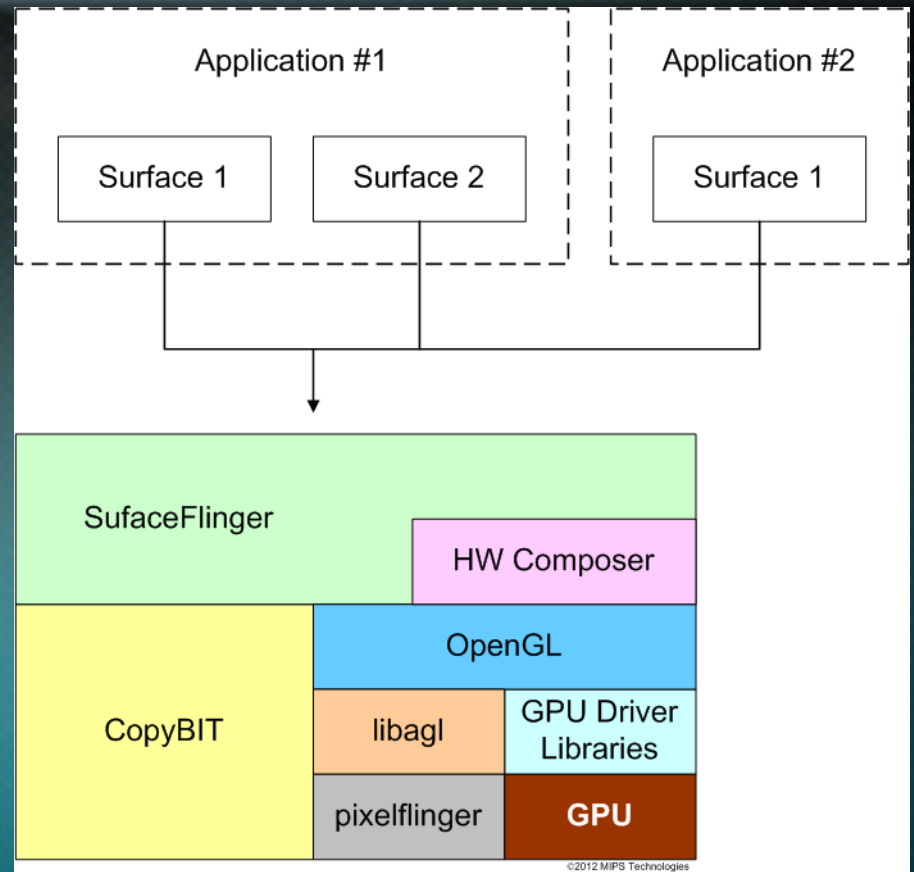 Application #1
Application #2
Surface 1
Surface 2
Surface 1
SufaceFlinger
HW Composer
OpenGL
CopyBIT
libagl
GPU Driver
Libraries
pixelflinger
GPU
©2012 MIPS Technologies